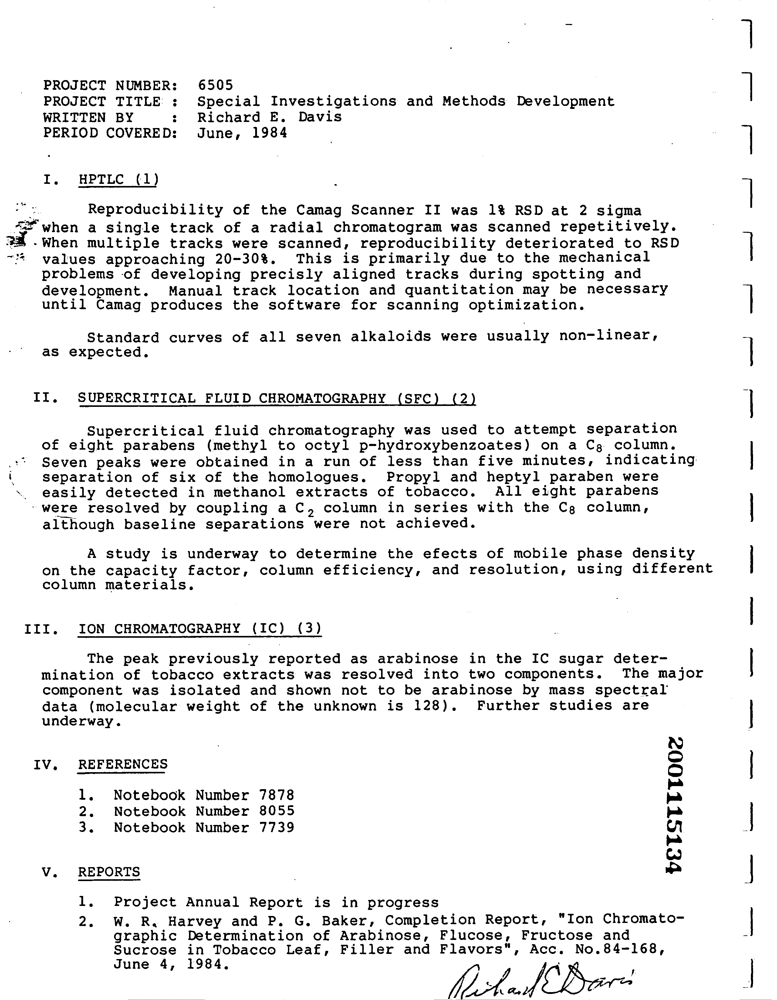 PROJECT NUMBER: 6505
PROJECT TITLE : Special Investigations and Methods Development
WRITTEN BY : Richard E. Davis
PERIOD COVERED: June, 1984
I. HPTLC (1)
Reproducibility of the Camag Scanner II was 1% RSD at 2 sigma
when a single track of a radial chromatogram was scanned repetitively.
When multiple tracks were scanned, reproducibility deteriorated to RSD
values approaching 20-30%. This is primarily due to the mechanical
problems of developing precisly aligned tracks during spotting and
development. Manual track location and quantitation may be necessary
until Camag produces the software for scanning optimization.
Standard curves of all seven alkaloids were usually non-linear,
as expected.
II. SUPERCRITICAL FLUID CHROMATOGRAPHY (SFC) (2)
Supercritical fluid chromatography was used to attempt separation
of eight parabens (methyl to octyl p-hydroxybenzoates) on a C8 column.
Seven peaks were obtained in a run of less than five minutes, indicating
separation of six of the homologues. Propyl and heptyl paraben were
easily detected in methanol extracts of tobacco. All eight parabens
were resolved by coupling a C2 column in series with the C8 column,
although baseline separations were not achieved.
A study is underway to determine the efects of mobile phase density
on the capacity factor, column efficiency, and resolution, using different
column materials.
III. ION CHROMATOGRAPHY (IC) (3)
The peak previously reported as arabinose in the IC sugar deter-
mination of tobacco extracts was resolved into two components. The major
component was isolated and shown not to be arabinose by mass spectral
data (molecular weight of the unknown is 128). Further studies are
underway.
IV. REFERENCES
1. Notebook Number 7878
2. Notebook Number 8055
3. Notebook Number 7739
2001115134
V. REPORTS
1. Project Annual Report is in progress
2. W. R. Harvey and P. G. Baker, Completion Report, "Ion Chromato-
graphic Determination of Arabinose, Flucose, Fructose and
Sucrose in Tobacco Leaf, Filler and Flavors", Acc. No.84-168,
June 4, 1984.
Richard E Davis